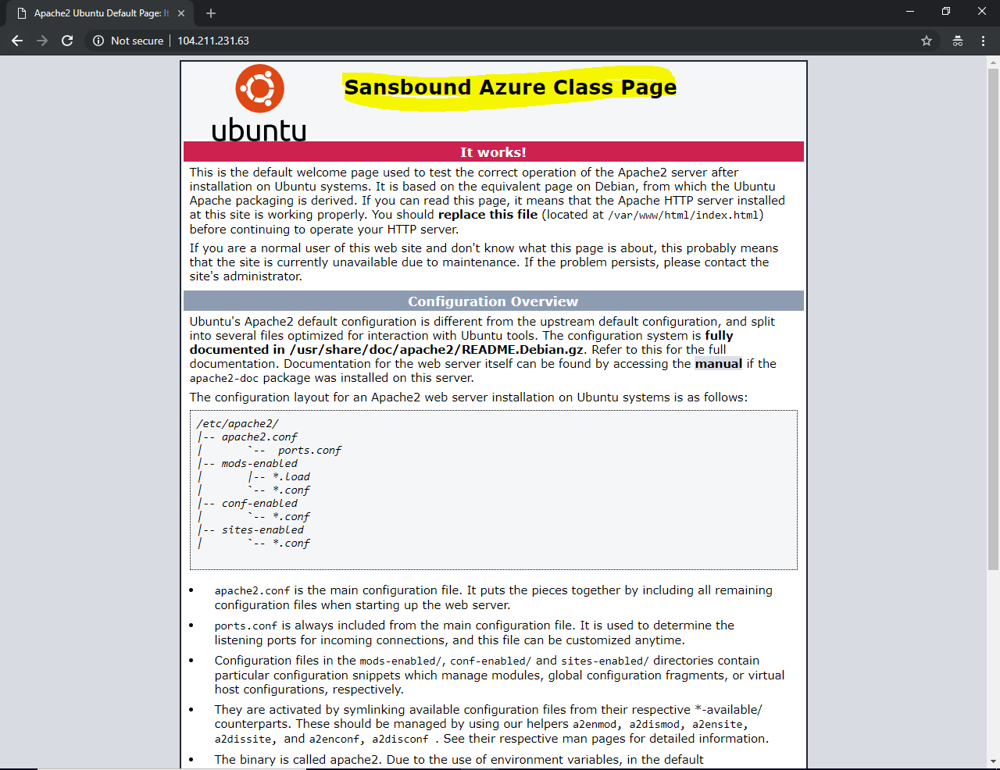 Apache2 Ubuntu Default Page: It
Not secure
104.211.231.63
ubuntu
Sansbound Azure Class Page
It works!
This is the default welcome page used to test the correct operation of the Apache2 server after
installation on Ubuntu systems. It is based on the equivalent page on Debian, from which the Ubuntu
Apache packaging is derived. If you can read this page, it means that the Apache HTTP server installed
at this site is working properly. You should replace this file (located at /var/www/html/index.html)
before continuing to operate your HTTP server.
If you are a normal user of this web site and don't know what this page is about, this probably means
that the site is currently unavailable due to maintenance. If the problem persists, please contact the
site's administrator.
Configuration Overview
Ubuntu's Apache2 default configuration is different from the upstream default configuration, and split
into several files optimized for interaction with Ubuntu tools. The configuration system is fully
documented in /usr/share/doc/apache2/README.Debian.gz. Refer to this for the full
documentation. Documentation for the web server itself can be found by accessing the manual if the
apache2-doc package was installed on this server.
The configuration layout for an Apache2 web server installation on Ubuntu systems is as follows:
/etc/apache2/
|-- apache2.conf
|       `--  ports.conf
|-- mods-enabled
|       |-- *.load
|       `-- *.conf
|-- conf-enabled
|       `-- *.conf
|-- sites-enabled
|       `-- *.conf
• apache2.conf is the main configuration file. It puts the pieces together by including all remaining
configuration files when starting up the web server.
• ports.conf is always included from the main configuration file. It is used to determine the
listening ports for incoming connections, and this file can be customized anytime.
• Configuration files in the mods-enabled/, conf-enabled/ and sites-enabled/ directories contain
particular configuration snippets which manage modules, global configuration fragments, or virtual
host configurations, respectively.
• They are activated by symlinking available configuration files from their respective *-available/
counterparts. These should be managed by using our helpers a2enmod, a2dismod, a2ensite,
a2dissite, and a2enconf, a2disconf . See their respective man pages for detailed information.
• The binary is called apache2. Due to the use of environment variables, in the default